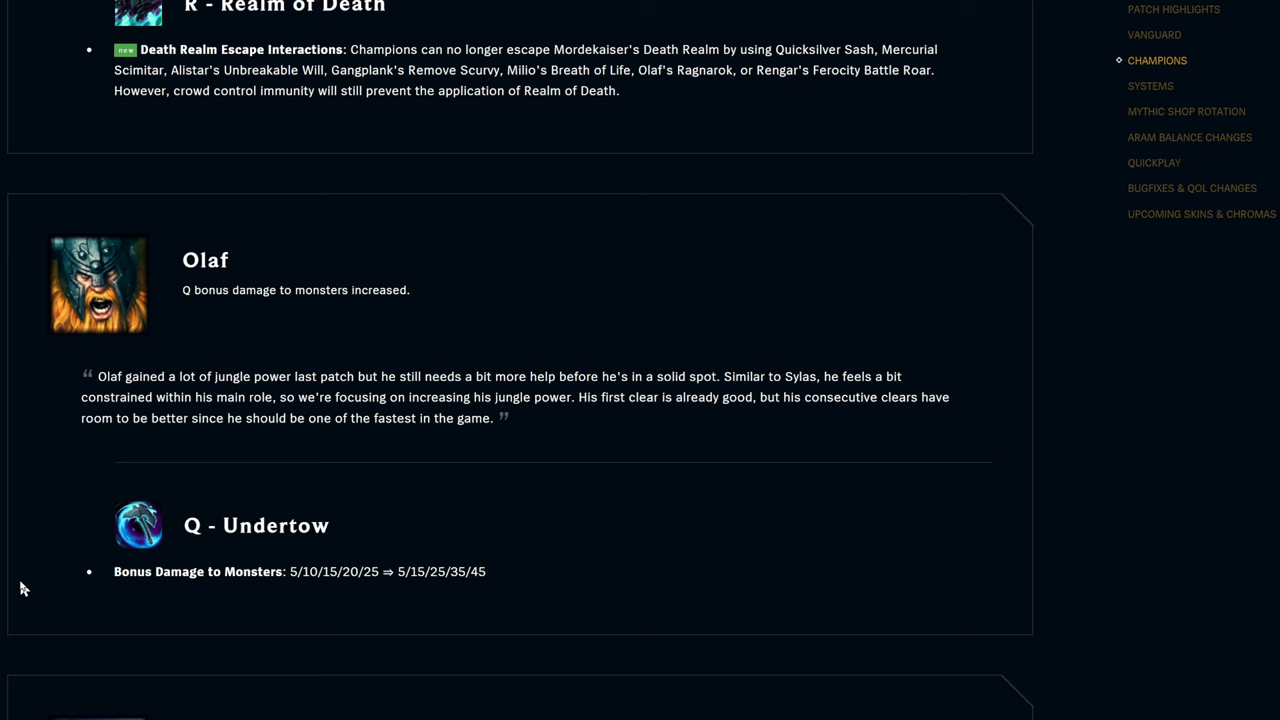 R - Realm of Death
PATCH HIGHLIGHTS
VANGUARD
CHAMPIONS
SYSTEMS
MYTHIC SHOP ROTATION
ARAM BALANCE CHANGES
QUICKPLAY
BUGFIXES & QOL CHANGES
UPCOMING SKINS & CHROMAS
• new Death Realm Escape Interactions: Champions can no longer escape Mordekaiser's Death Realm by using Quicksilver Sash, Mercurial
Scimitar, Alistar's Unbreakable Will, Gangplank's Remove Scurvy, Milio's Breath of Life, Olaf's Ragnarok, or Rengar's Ferocity Battle Roar.
However, crowd control immunity will still prevent the application of Realm of Death.
Olaf
Q bonus damage to monsters increased.
“ Olaf gained a lot of jungle power last patch but he still needs a bit more help before he's in a solid spot. Similar to Sylas, he feels a bit
constrained within his main role, so we're focusing on increasing his jungle power. His first clear is already good, but his consecutive clears have
room to be better since he should be one of the fastest in the game. ”
Q - Undertow
• Bonus Damage to Monsters: 5/10/15/20/25 ⇒ 5/15/25/35/45